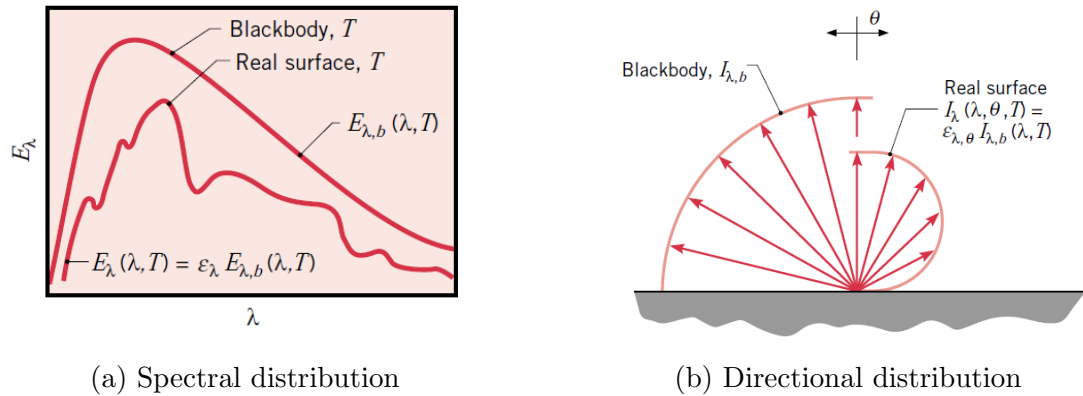 Blackbody, T
Real surface, T
E_λ,b (λ,T)
E_λ
E_λ (λ,T) = ε_λ E_λ,b (λ,T)
λ
(a) Spectral distribution
θ
Blackbody, I_λ,b
Real surface
I_λ (λ, θ, T) =
ε_λ,θ I_λ,b (λ,T)
(b) Directional distribution